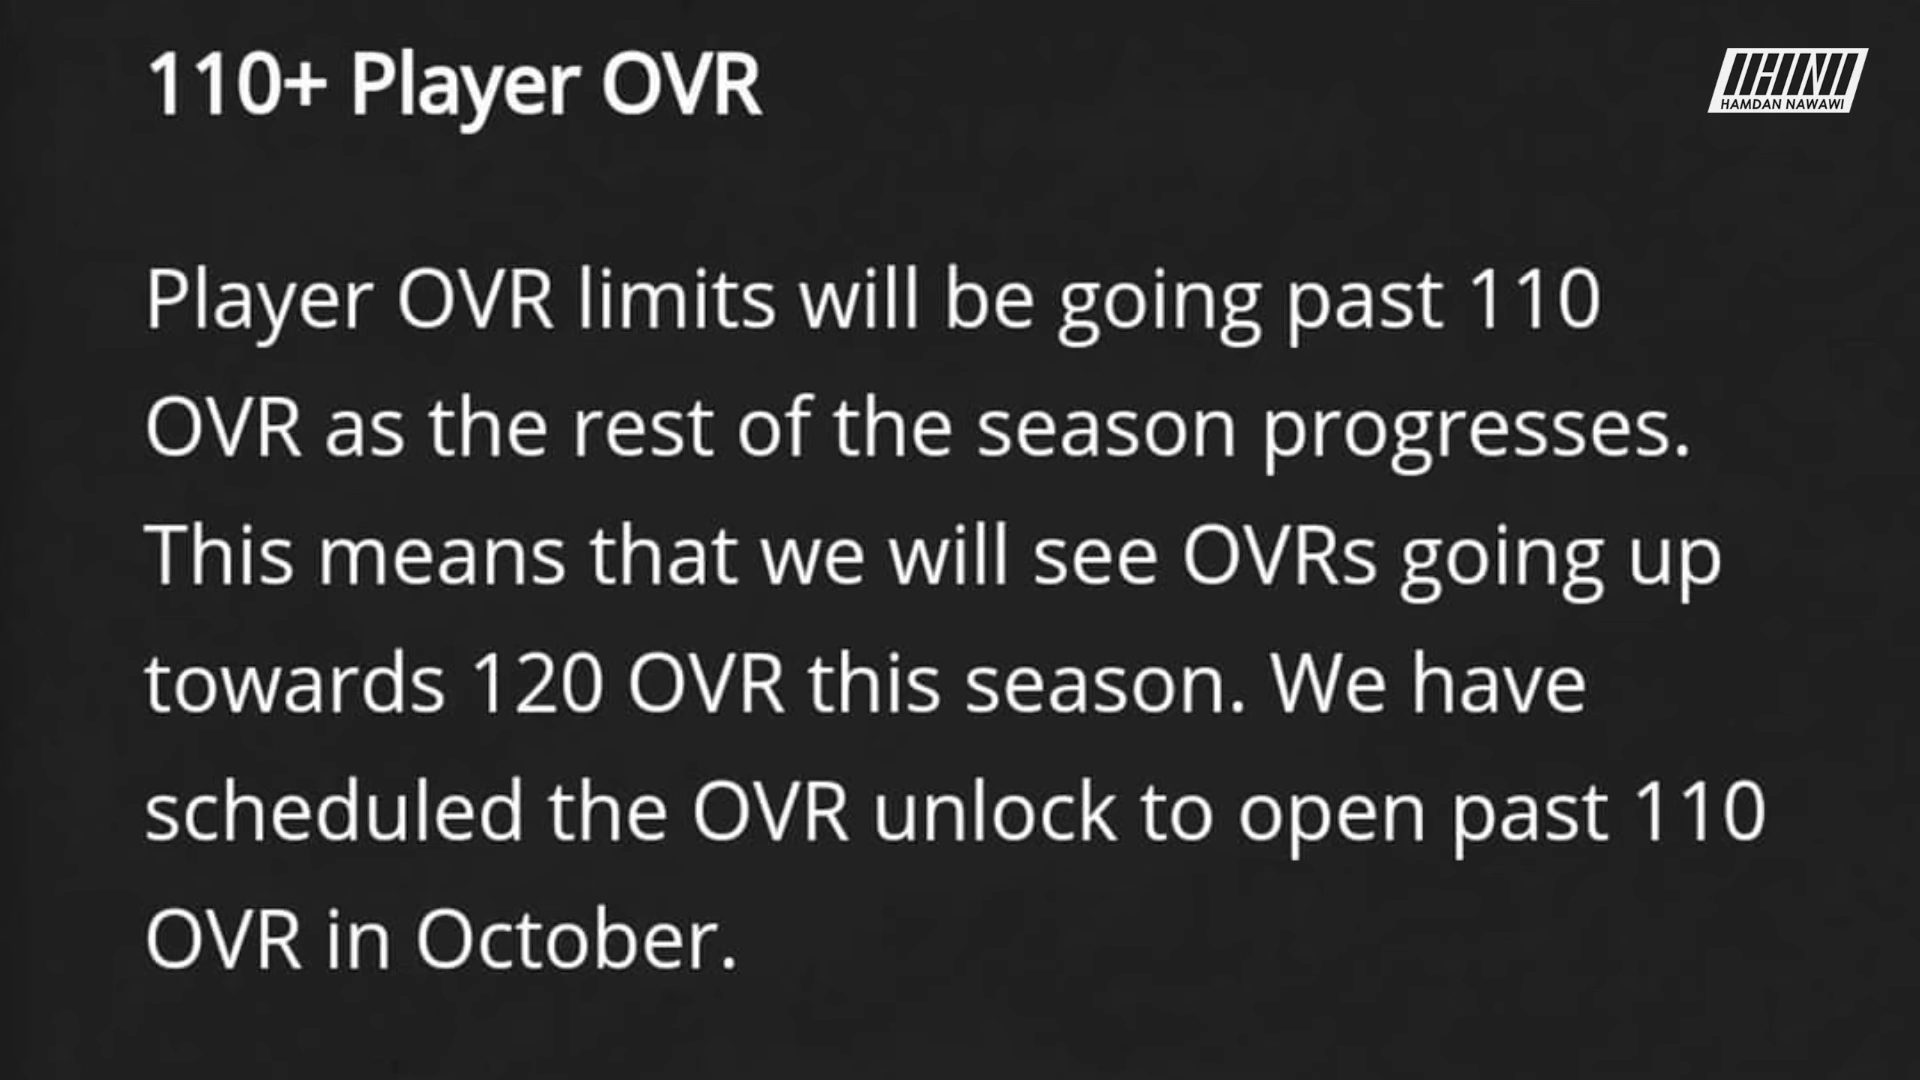 110+ Player OVR
HN
HAMDAN NAWAWI
Player OVR limits will be going past 110
OVR as the rest of the season progresses.
This means that we will see OVRs going up
towards 120 OVR this season. We have
scheduled the OVR unlock to open past 110
OVR in October.